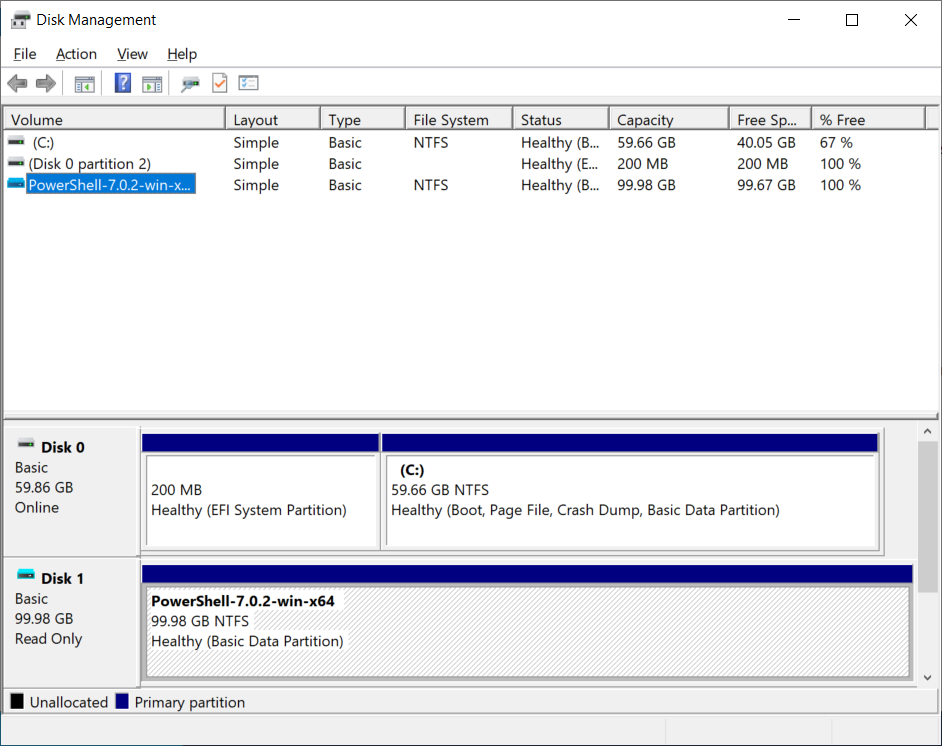 Disk Management
File Action View Help
Volume Layout Type File System Status Capacity Free Sp... % Free
(C:) Simple Basic NTFS Healthy (B... 59.66 GB 40.05 GB 67 %
(Disk 0 partition 2) Simple Basic Healthy (E... 200 MB 200 MB 100 %
PowerShell-7.0.2-win-x... Simple Basic NTFS Healthy (B... 99.98 GB 99.67 GB 100 %
Disk 0
Basic
59.86 GB
Online
200 MB
Healthy (EFI System Partition)
(C:)
59.66 GB NTFS
Healthy (Boot, Page File, Crash Dump, Basic Data Partition)
Disk 1
Basic
99.98 GB
Read Only
PowerShell-7.0.2-win-x64
99.98 GB NTFS
Healthy (Basic Data Partition)
Unallocated Primary partition